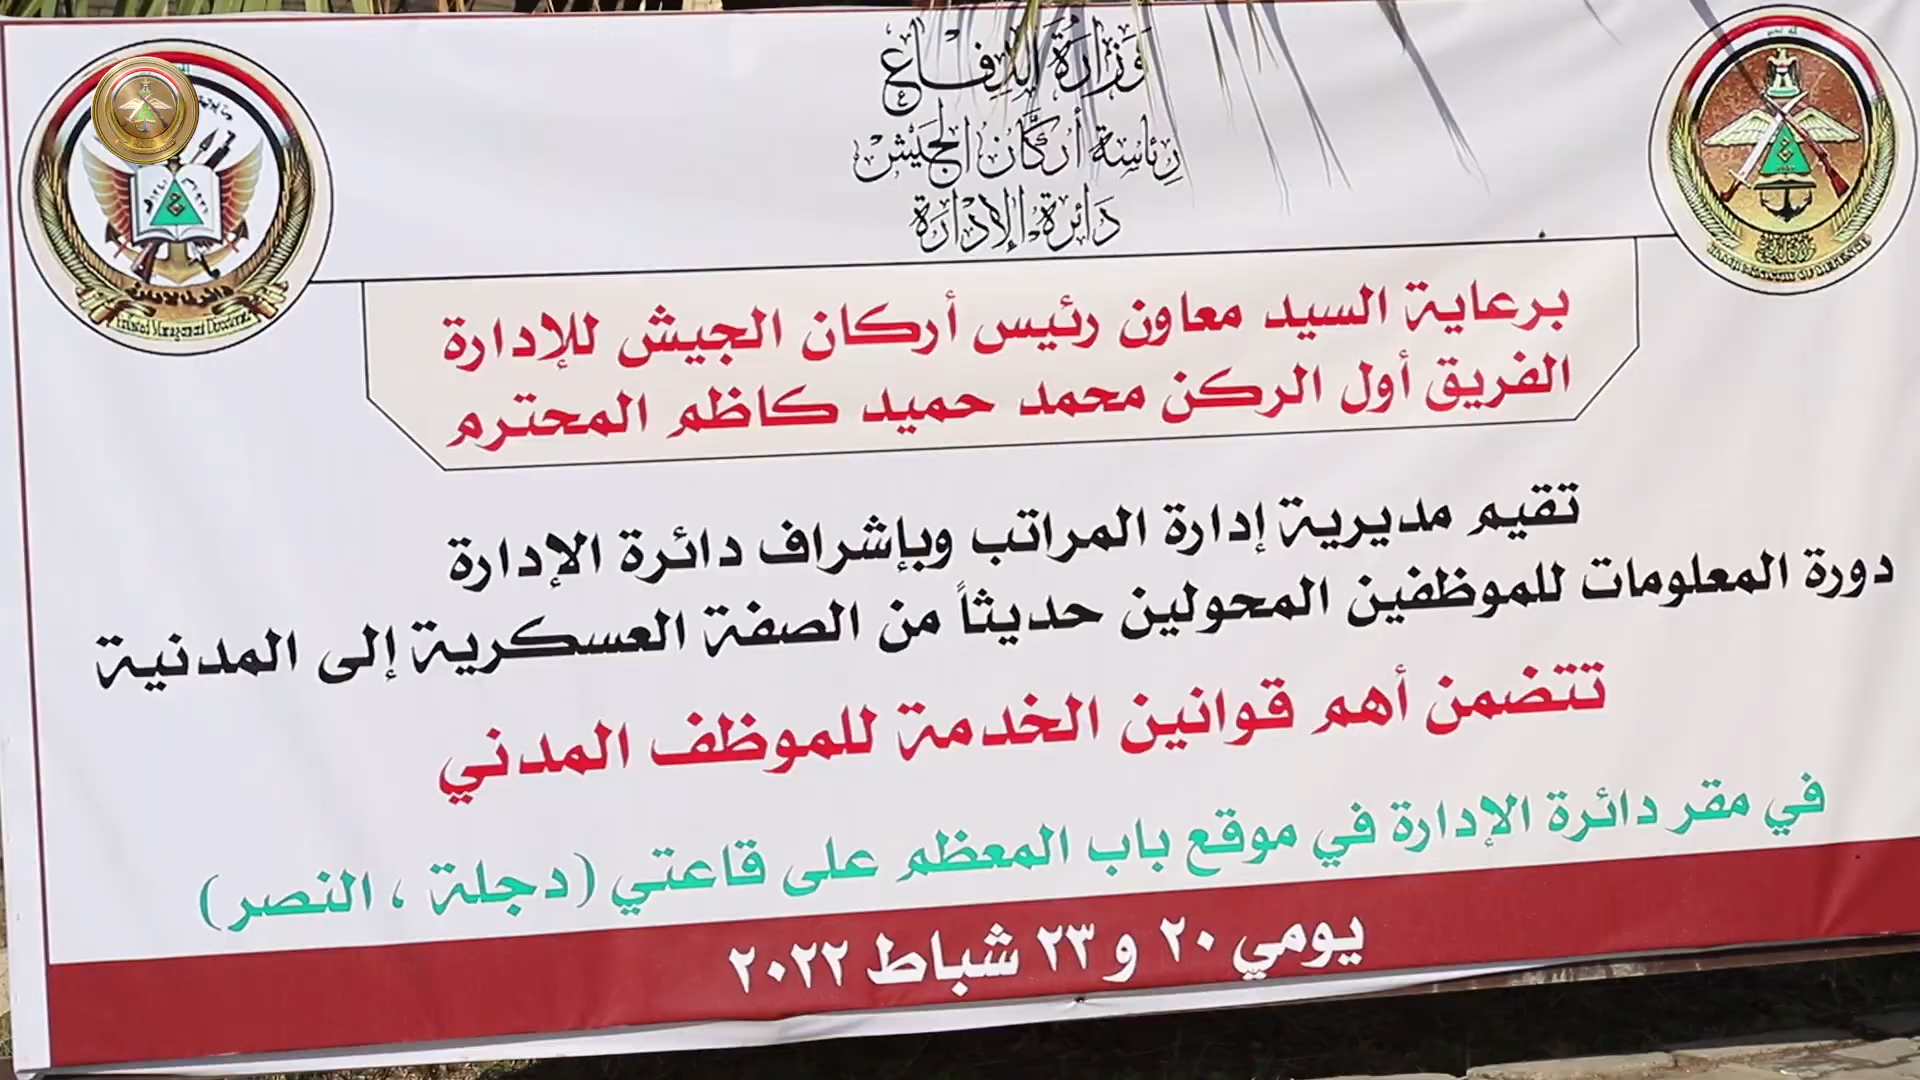 وزارة الدفاع
رئاسة أركان الجيش
دائرة الإدارة
برعاية السيد معاون رئيس أركان الجيش للإدارة
الفريق أول الركن محمد حميد كاظم المحترم
تقيم مديرية إدارة المراتب وبإشراف دائرة الإدارة
دورة المعلومات للموظفين المحولين حديثاً من الصفة العسكرية إلى المدنية
تتضمن أهم قوانين الخدمة للموظف المدني
في مقر دائرة الإدارة في موقع باب المعظم على قاعتي (دجلة ، النصر)
يومي ٢٠ و ٢٣ شباط ٢٠٢٢